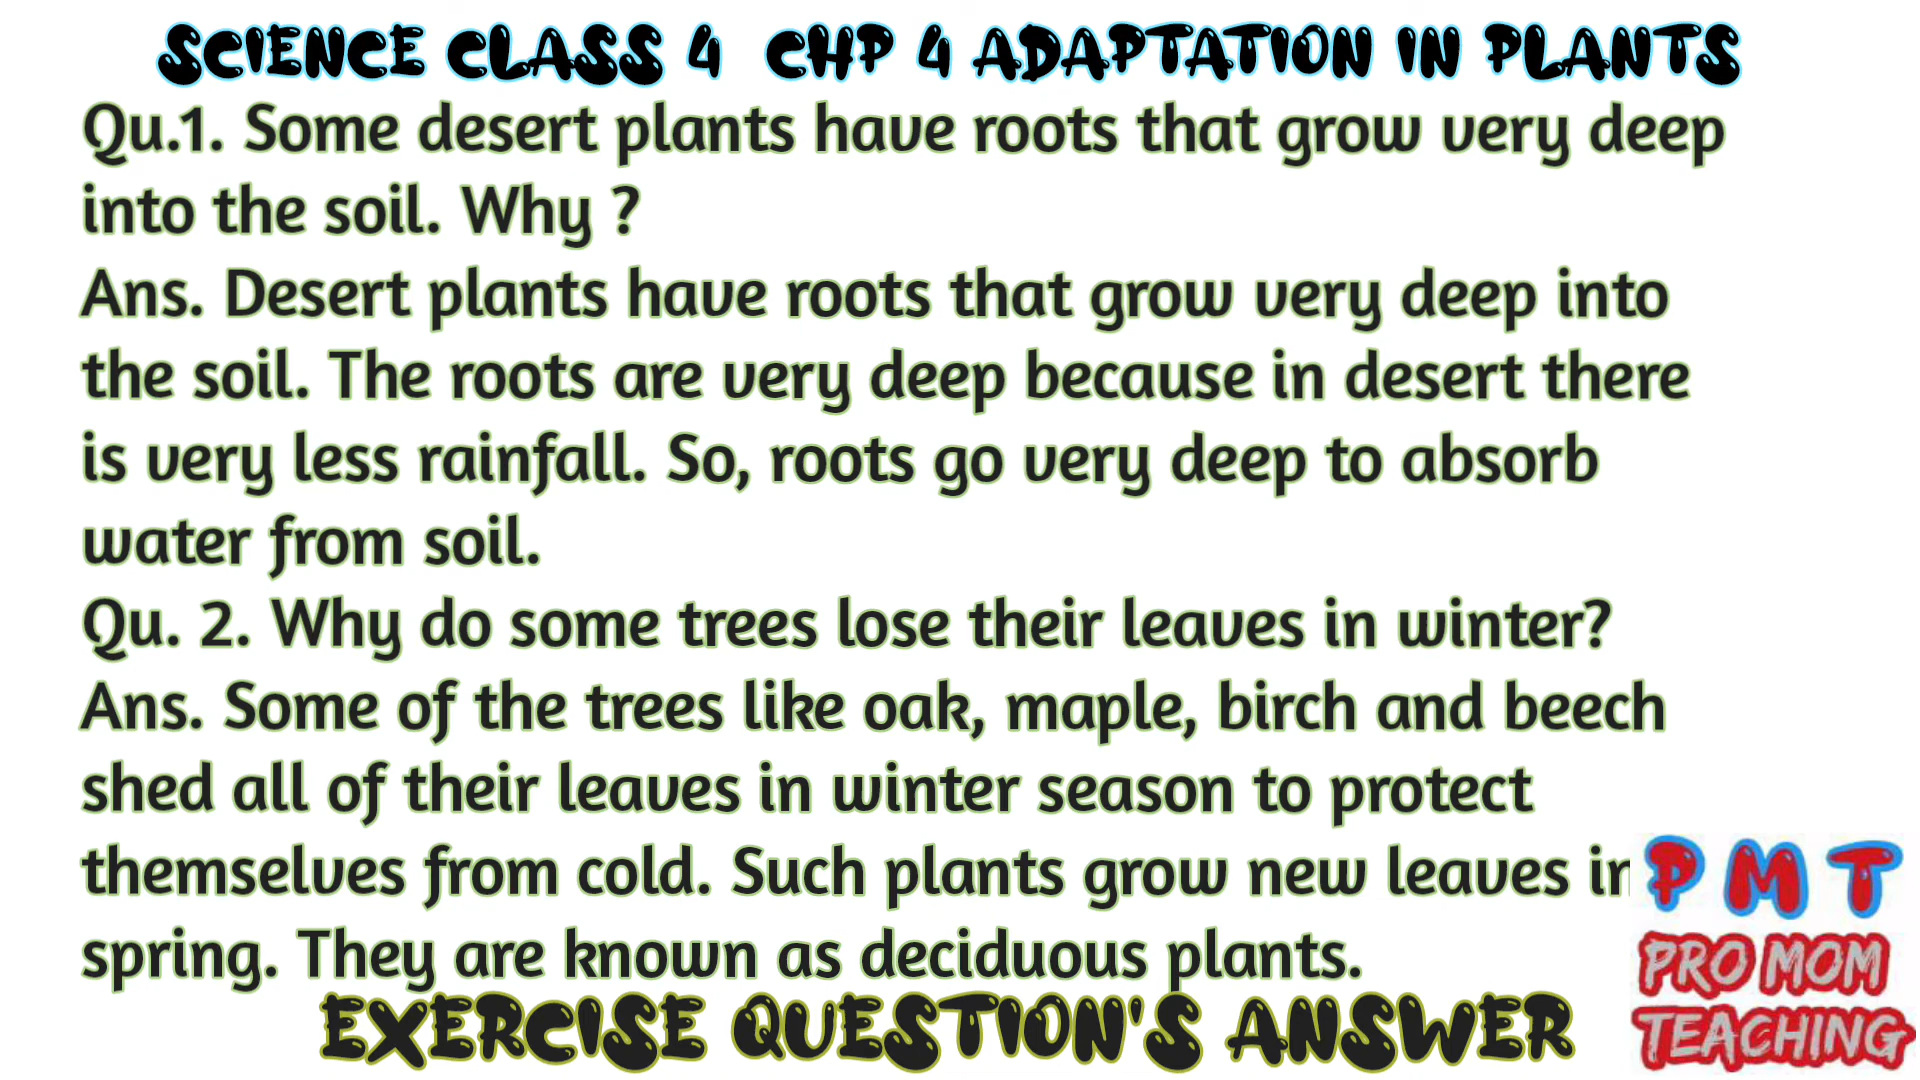 SCIENCE CLASS 4 CHP 4 ADAPTATION IN PLANTS
Qu.1. Some desert plants have roots that grow very deep
into the soil. Why ?
Ans. Desert plants have roots that grow very deep into
the soil. The roots are very deep because in desert there
is very less rainfall. So, roots go very deep to absorb
water from soil.
Qu. 2. Why do some trees lose their leaves in winter?
Ans. Some of the trees like oak, maple, birch and beech
shed all of their leaves in winter season to protect
themselves from cold. Such plants grow new leaves in
spring. They are known as deciduous plants.
EXERCISE QUESTION'S ANSWER
P M T
PRO MOM
TEACHING